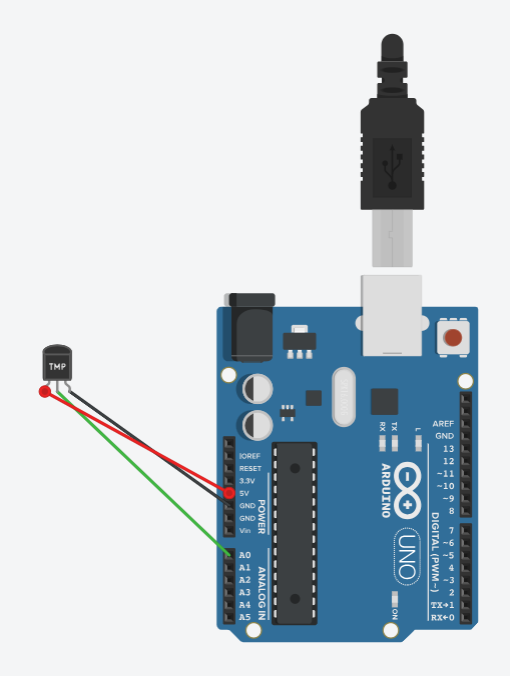 TMP
IOREF
RESET
3.3V
5V
GND
GND
Vin
POWER
A0
A1
A2
A3
A4
A5
ANALOG IN
RX
TX
L
ARDUINO
UNO
ON
AREF
GND
13
12
~11
~10
~9
8
7
~6
~5
4
~3
2
TX→1
RX←0
DIGITAL (PWM~)